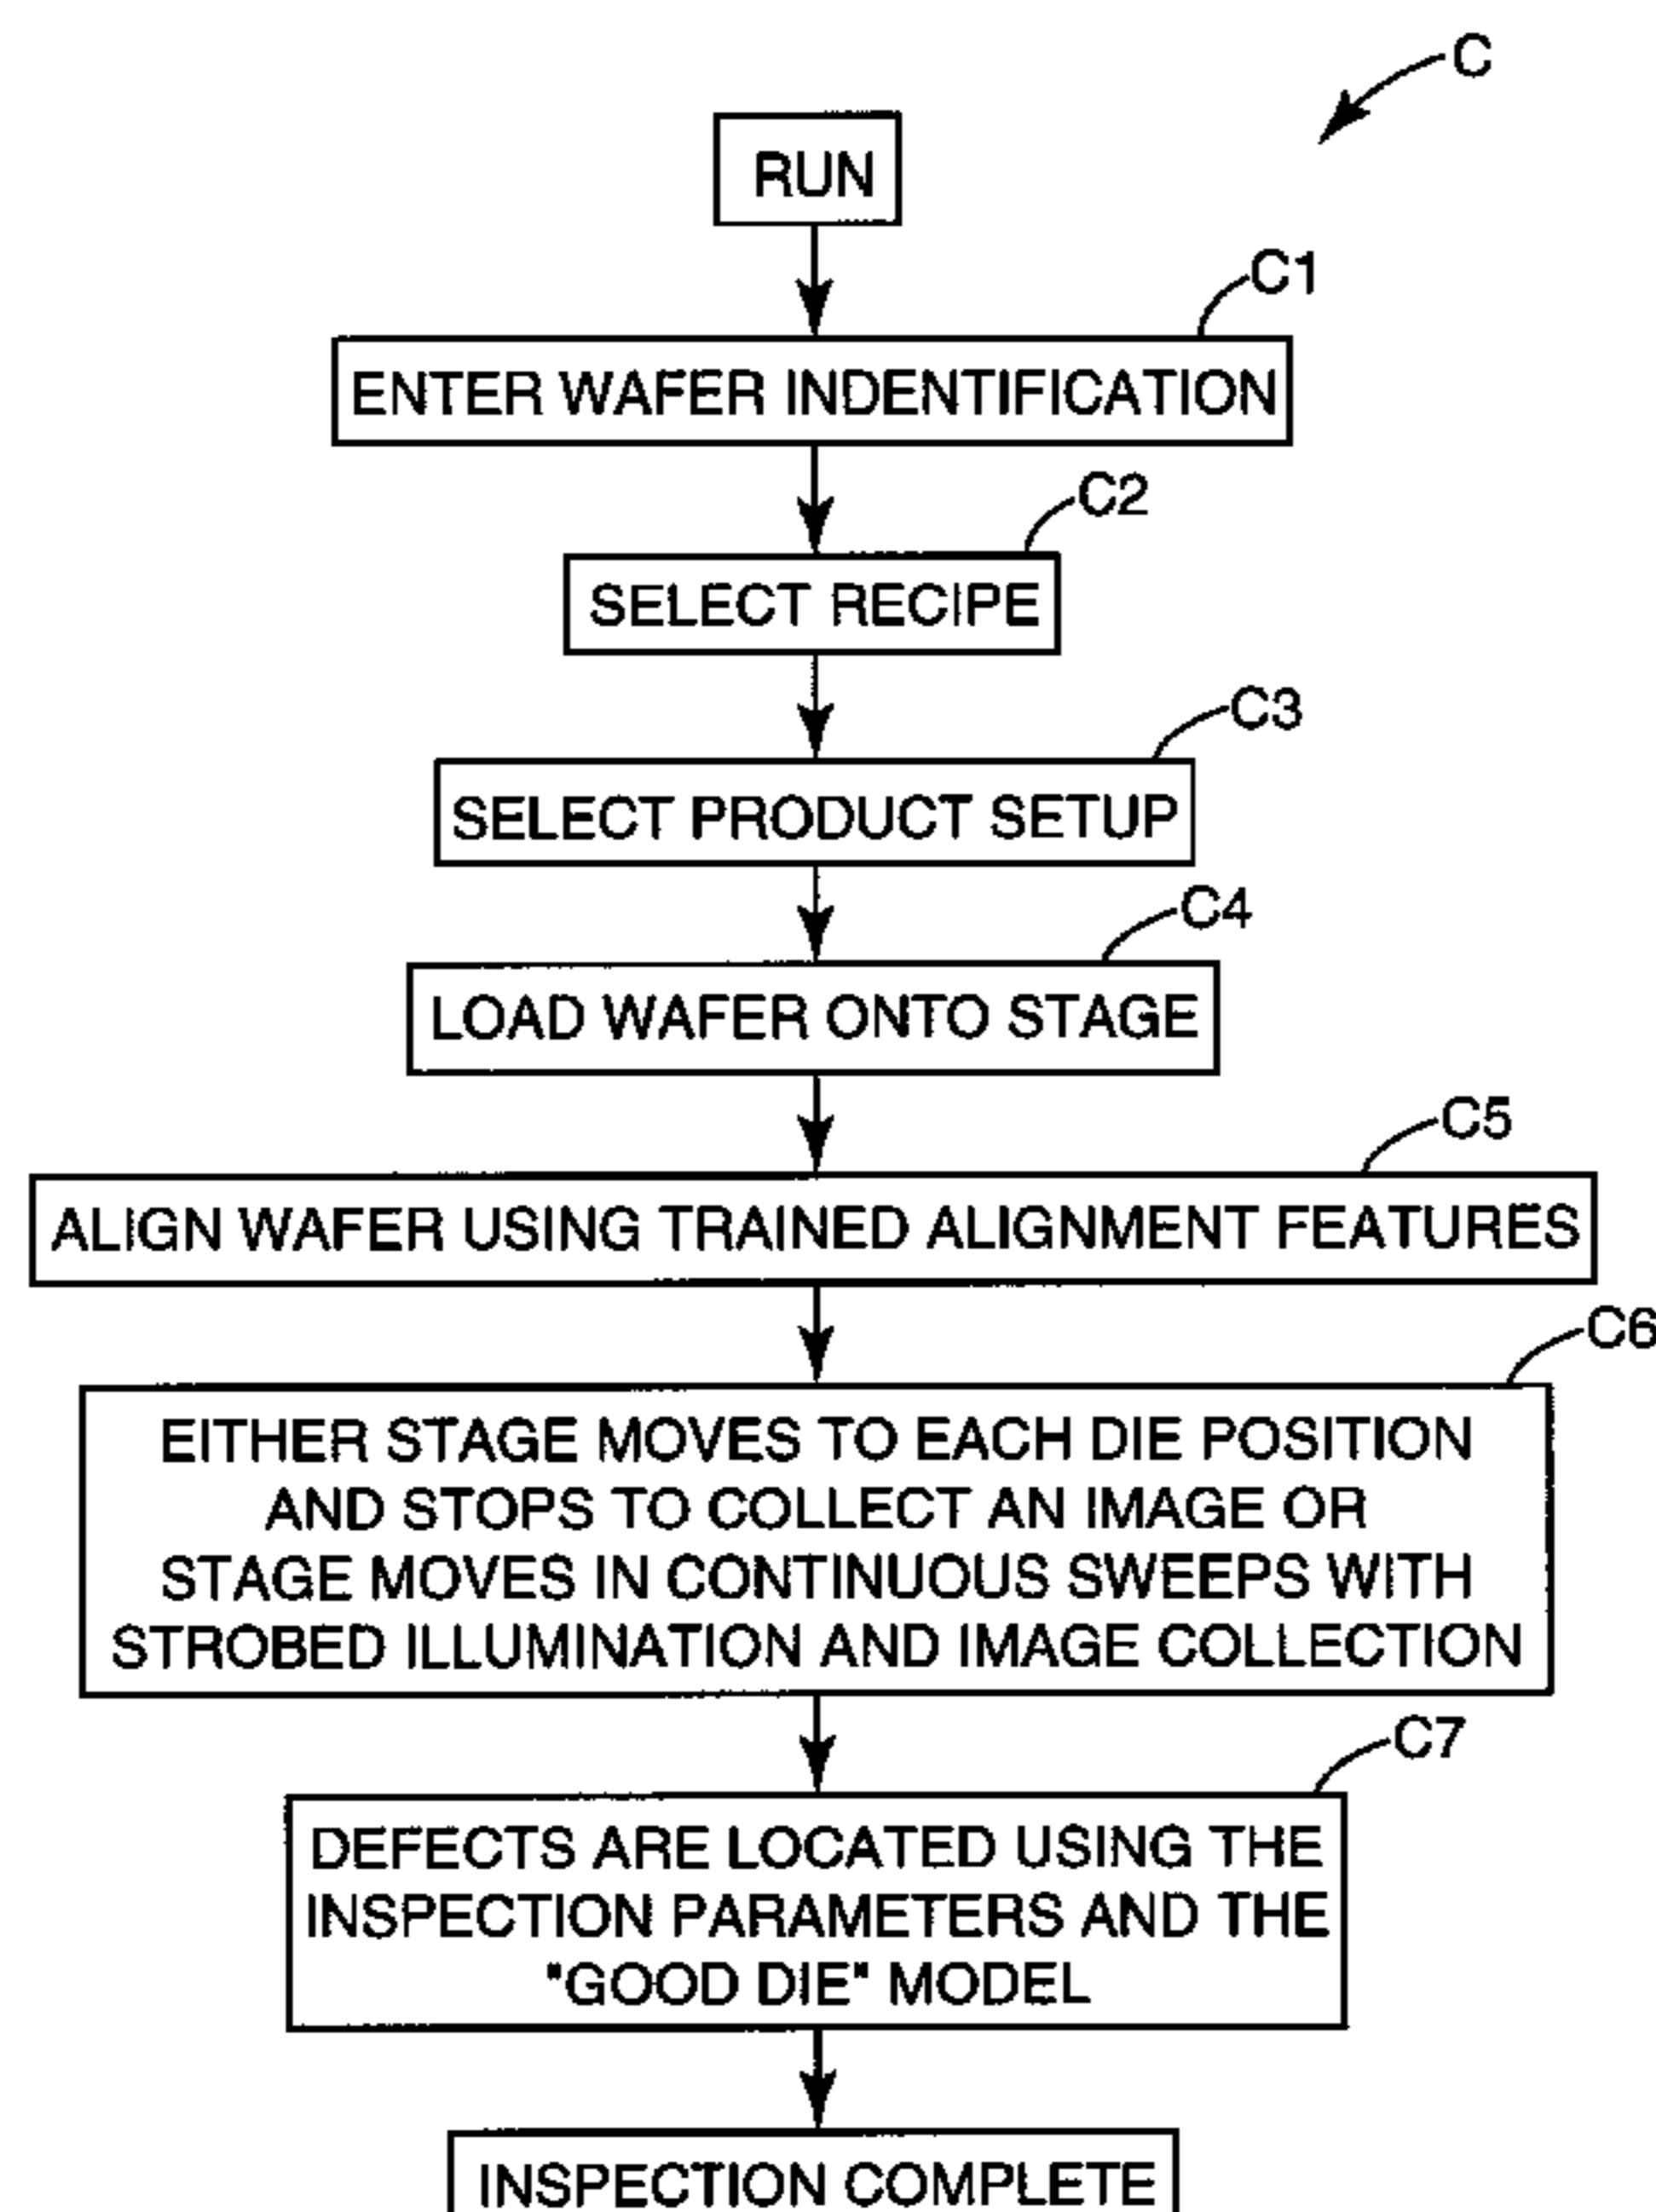 C
RUN
C1
ENTER WAFER INDENTIFICATION
C2
SELECT RECIPE
C3
SELECT PRODUCT SETUP
C4
LOAD WAFER ONTO STAGE
C5
ALIGN WAFER USING TRAINED ALIGNMENT FEATURES
C6
EITHER STAGE MOVES TO EACH DIE POSITION
AND STOPS TO COLLECT AN IMAGE OR
STAGE MOVES IN CONTINUOUS SWEEPS WITH
STROBED ILLUMINATION AND IMAGE COLLECTION
C7
DEFECTS ARE LOCATED USING THE
INSPECTION PARAMETERS AND THE
"GOOD DIE" MODEL
INSPECTION COMPLETE